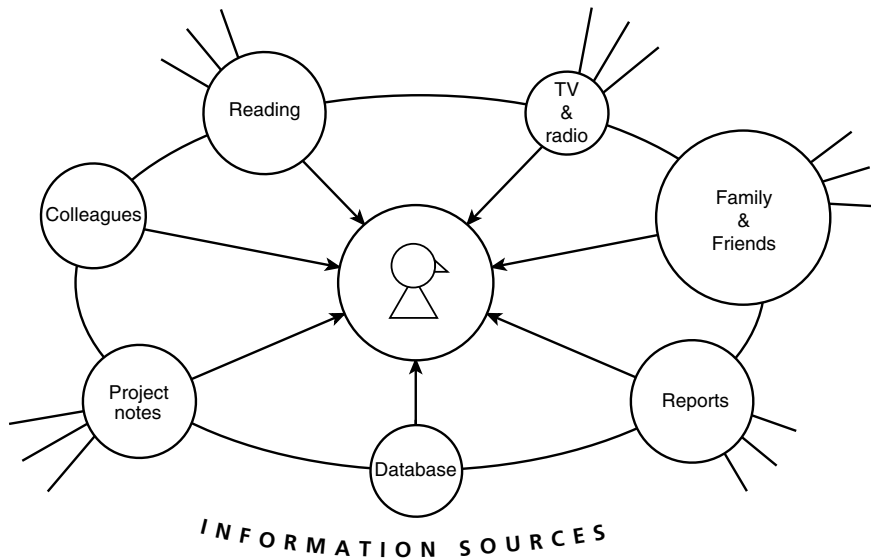 Reading
TV
&
radio
Colleagues
Family
&
Friends
Project
notes
Reports
Database
INFORMATION SOURCES